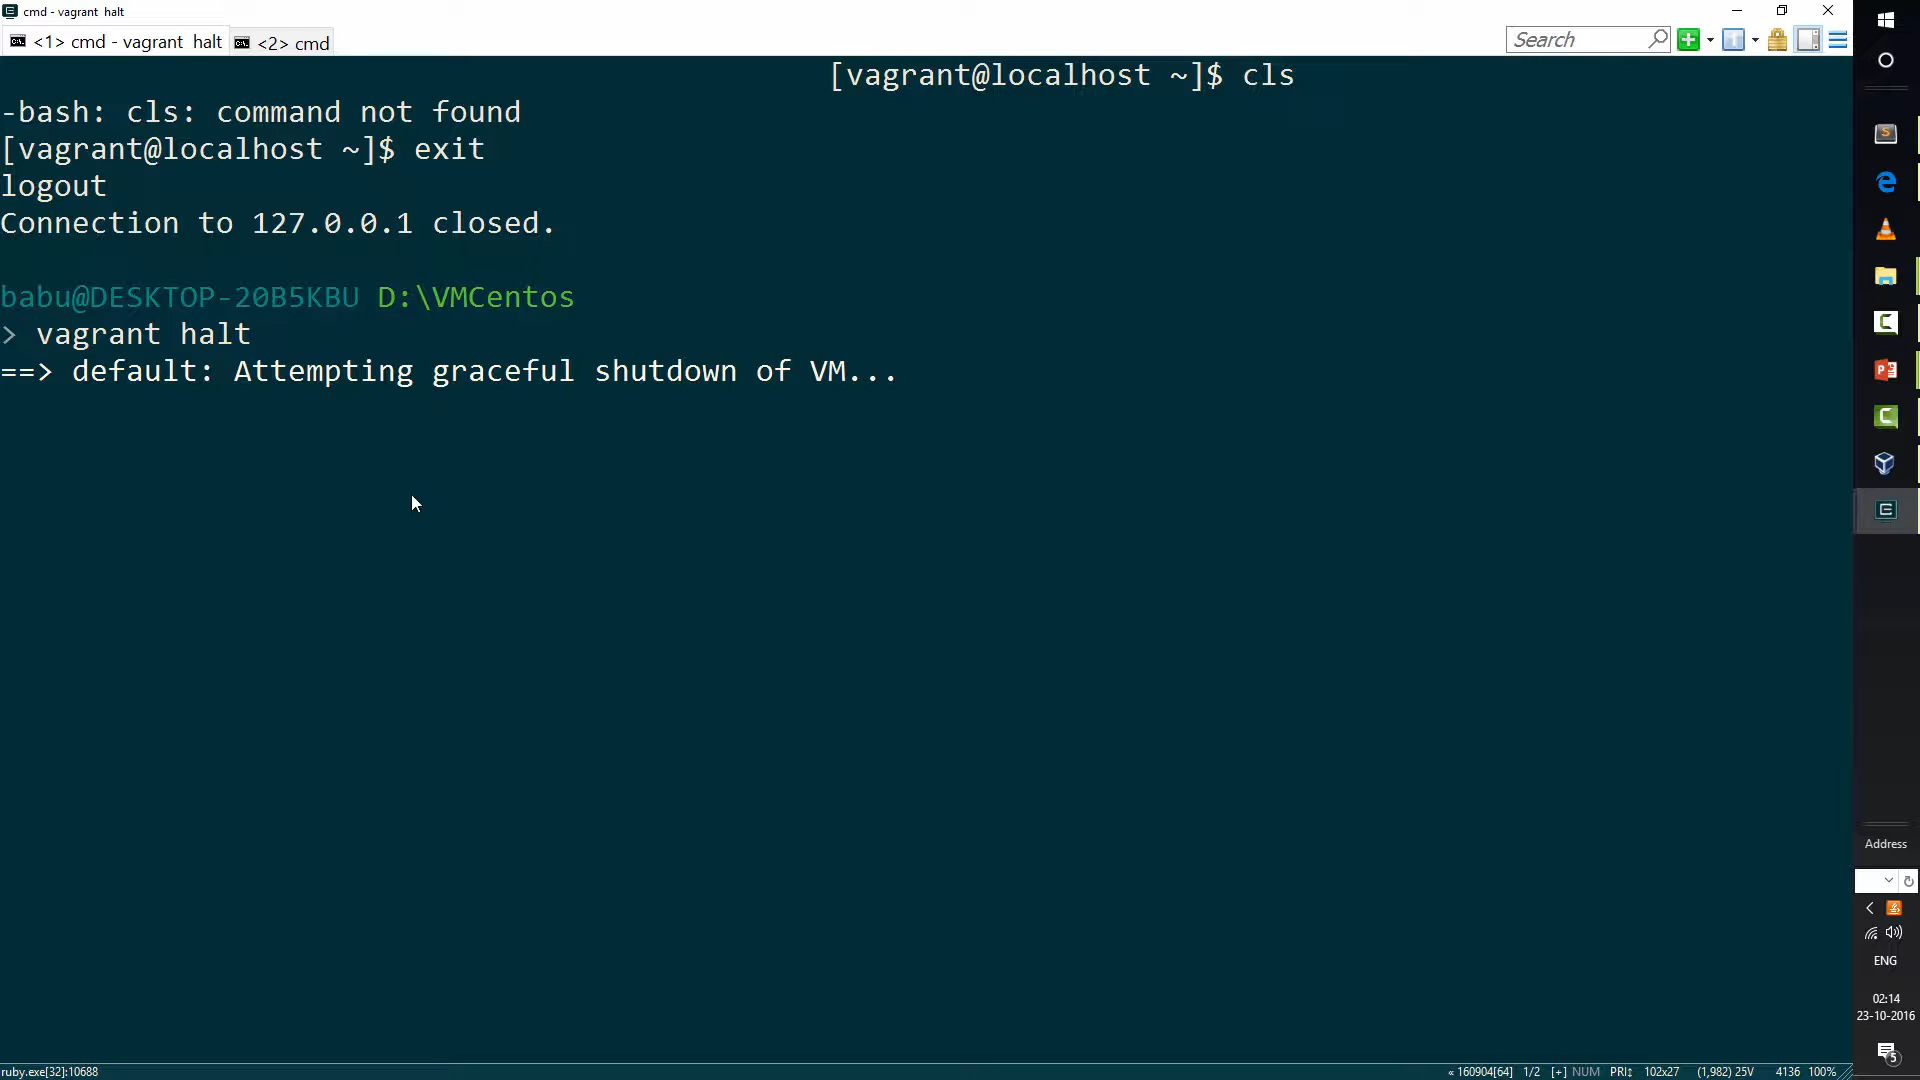 cmd - vagrant halt
<1> cmd - vagrant halt
<2> cmd
Search
[vagrant@localhost ~]$ cls
-bash: cls: command not found
[vagrant@localhost ~]$ exit
logout
Connection to 127.0.0.1 closed.
babu@DESKTOP-20B5KBU D:\VMCentos
> vagrant halt
==> default: Attempting graceful shutdown of VM...
Address
ENG
02:14
23-10-2016
5
ruby.exe[32]:10688
« 160904[64] 1/2 [+] NUM PRI↕ 102x27 (1,982) 25V 4136 100%